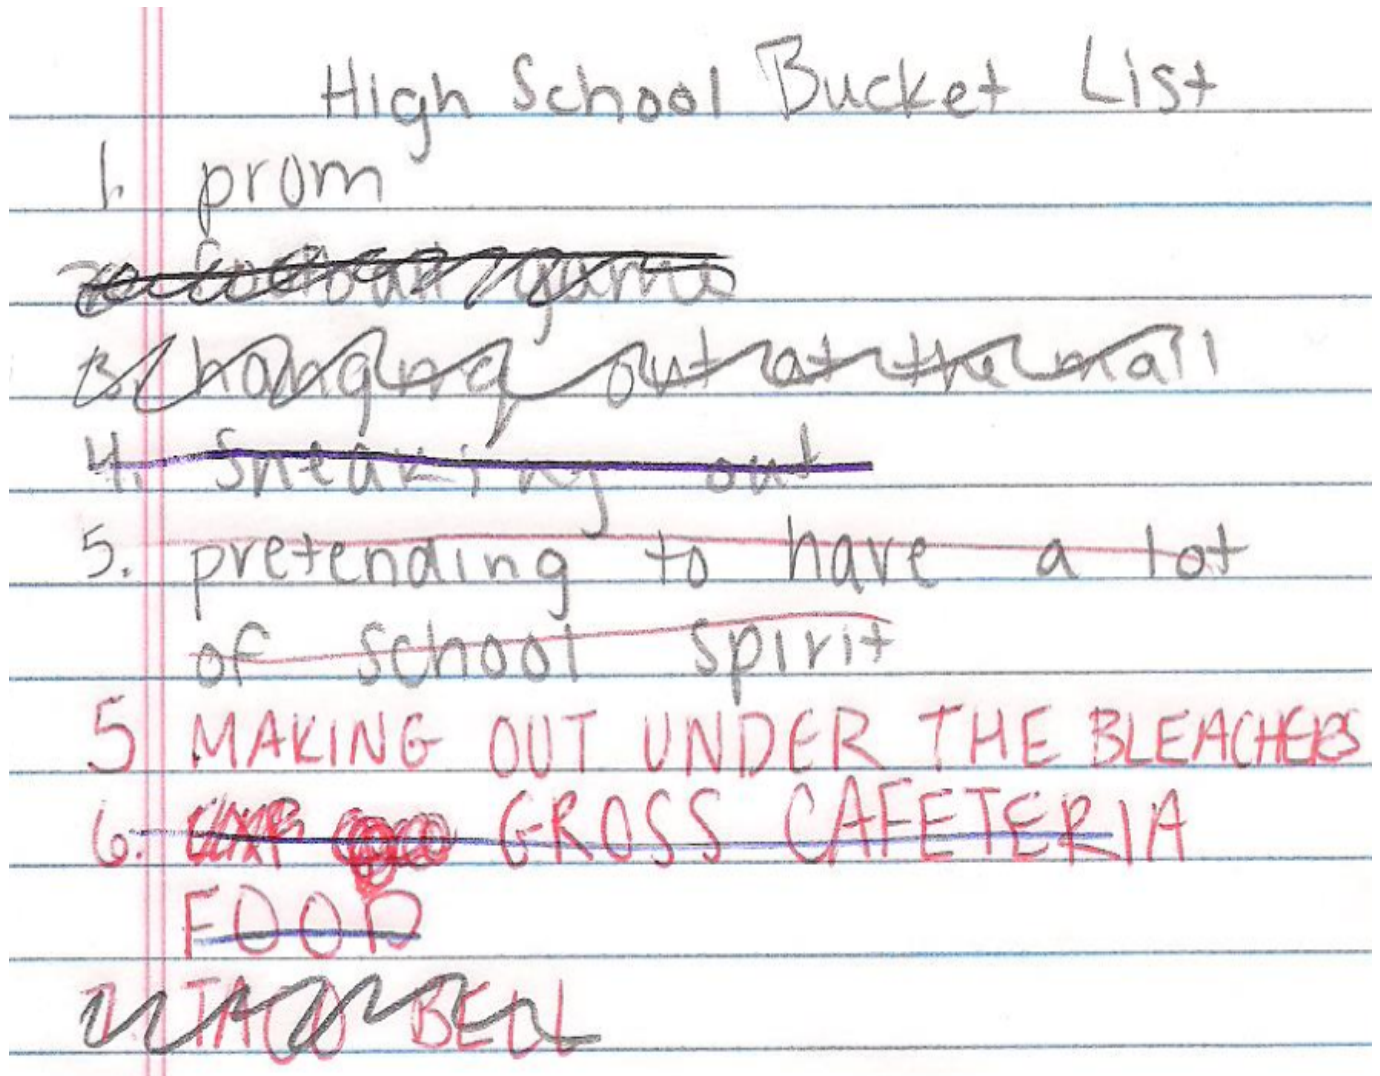 High School Bucket List
1. prom
2. football game
3. hanging out at the mall
4. sneaking out
5. pretending to have a lot
of school spirit
5 MAKING OUT UNDER THE BLEACHERS
6. GROSS CAFETERIA
FOOD
7. TACO BELL